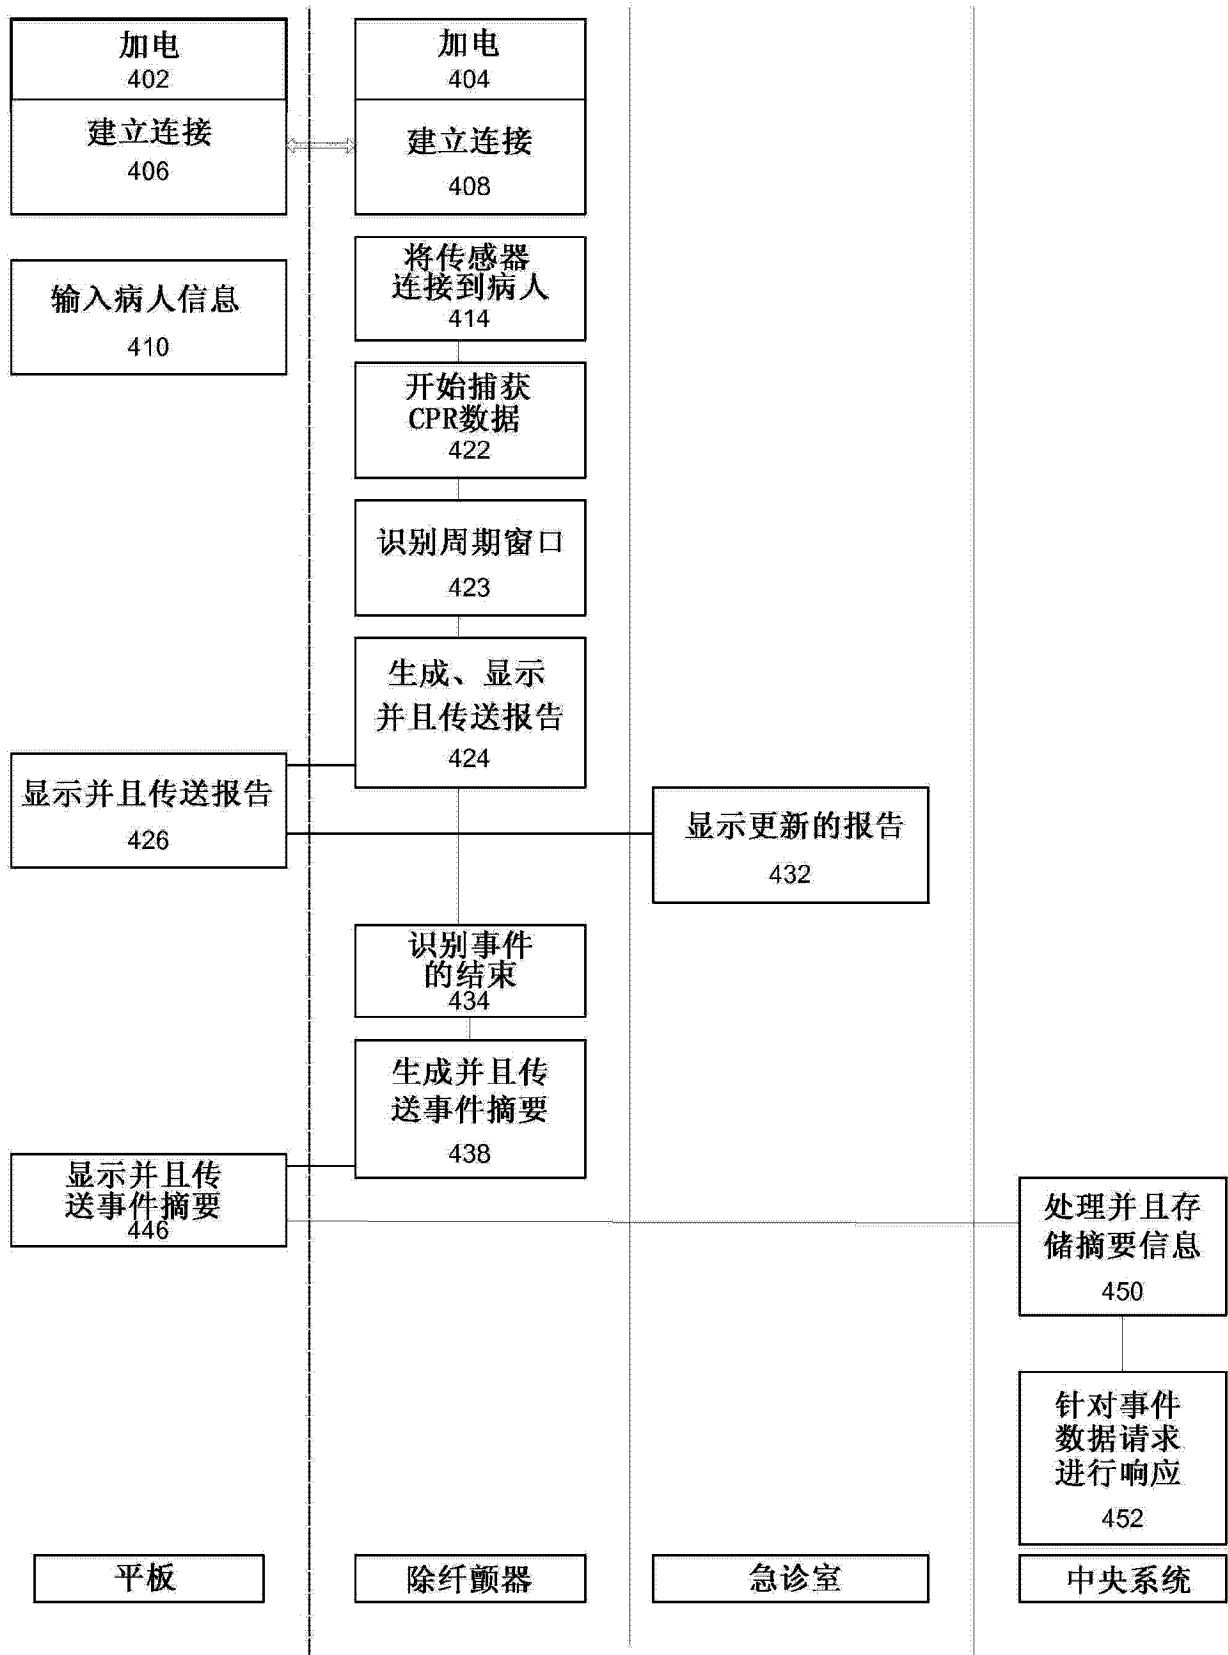 加电
402
建立连接
406
加电
404
建立连接
408
输入病人信息
410
将传感器
连接到病人
414
开始捕获
CPR数据
422
识别周期窗口
423
生成、显示
并且传送报告
424
显示并且传送报告
426
显示更新的报告
432
识别事件
的结束
434
生成并且传
送事件摘要
438
显示并且传
送事件摘要
446
处理并且存
储摘要信息
450
针对事件
数据请求
进行响应
452
平板
除纤颤器
急诊室
中央系统